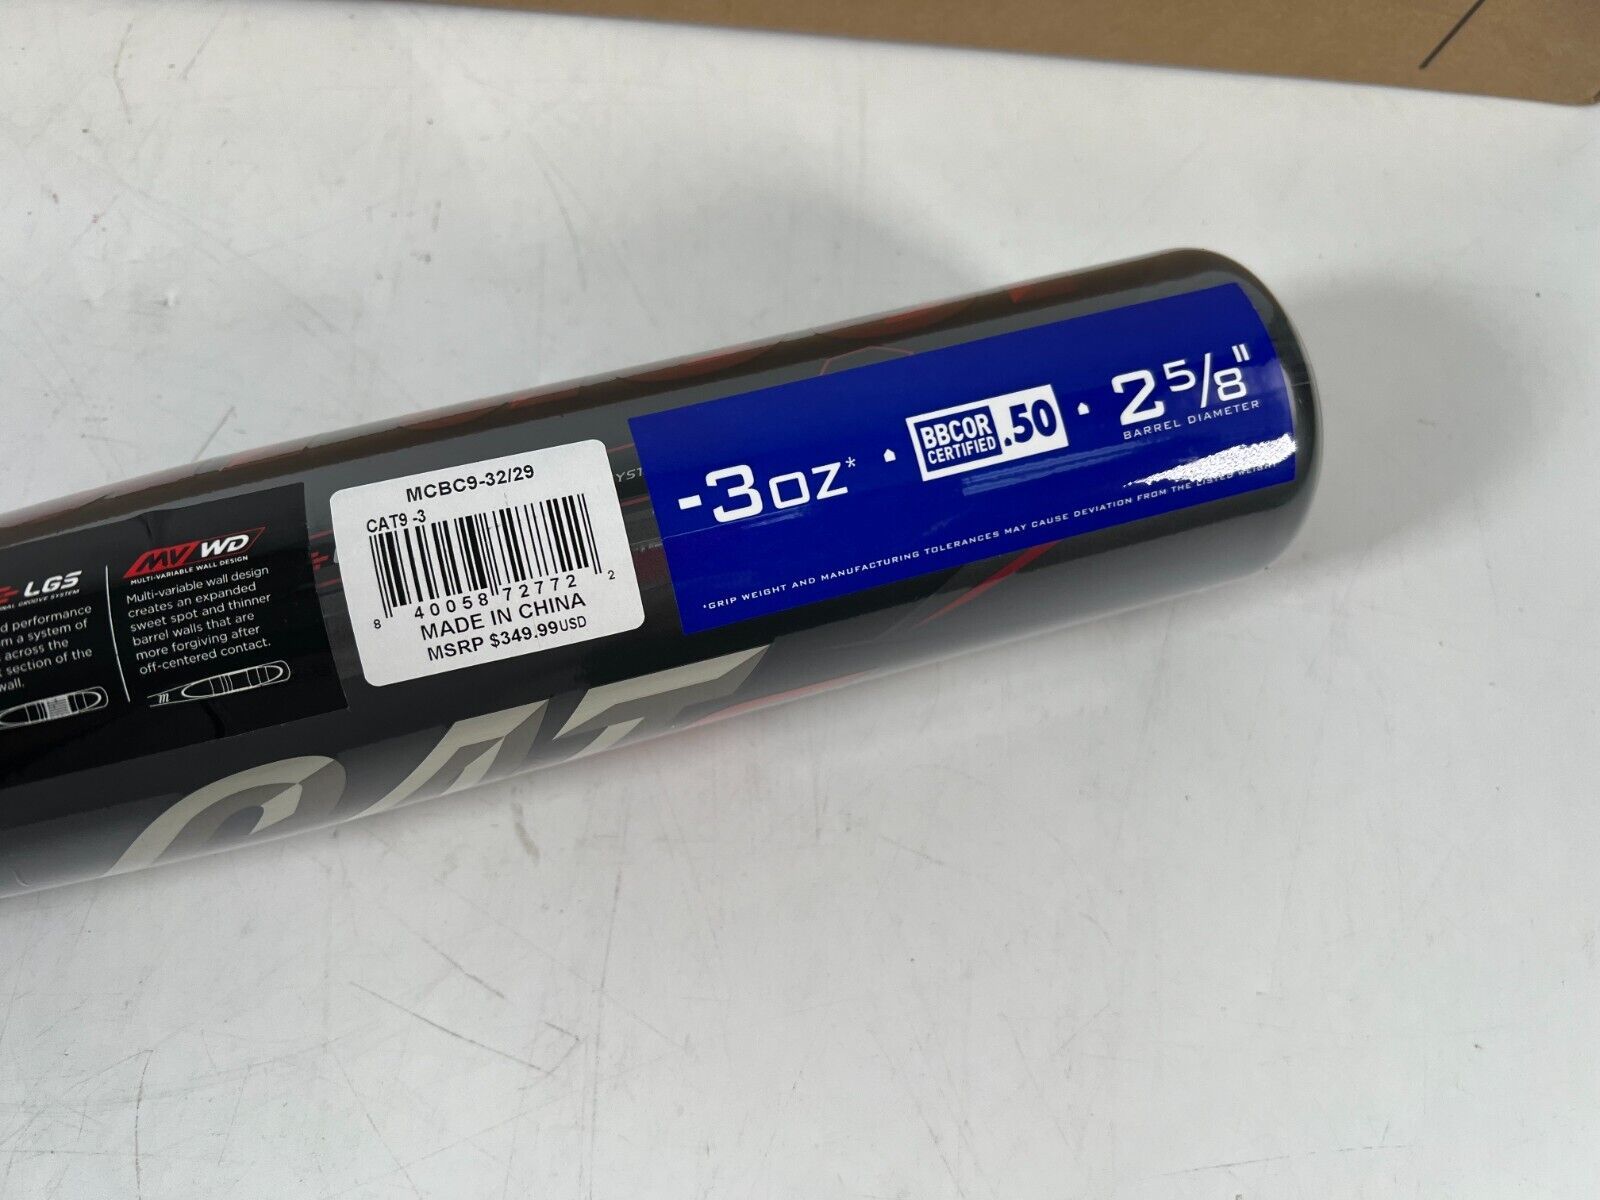 LGS
d performance
m a system of
across the
section of the
wall.
MV WD
MULTI-VARIABLE WALL DESIGN
Multi-variable wall design
creates an expanded
sweet spot and thinner
barrel walls that are
more forgiving after
off-centered contact.
m
MCBC9-32/29
CAT9 -3
8 40058 72772 2
MADE IN CHINA
MSRP $349.99USD
-3oz*
BBCOR
CERTIFIED
.50
2 5/8"
BARREL DIAMETER
*GRIP WEIGHT AND MANUFACTURING TOLERANCES MAY CAUSE DEVIATION FROM THE LISTED WEIGHT
CAT